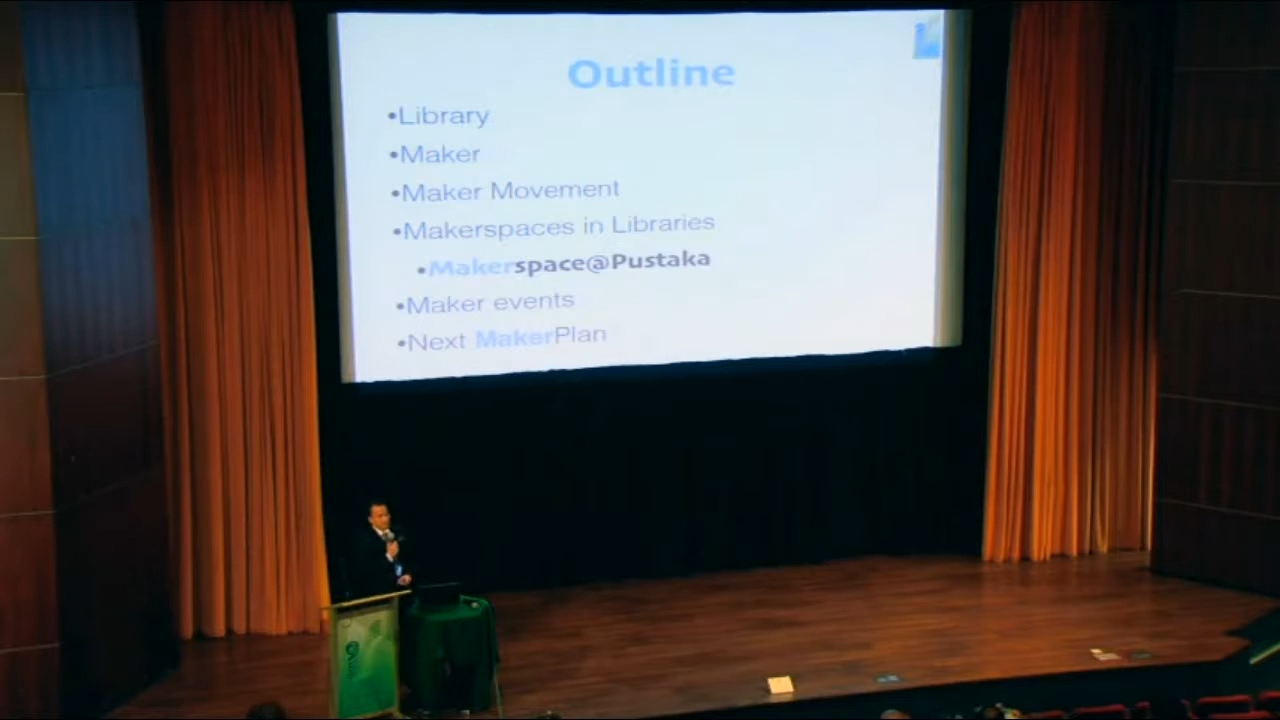 Outline
•Library
•Maker
•Maker Movement
•Makerspaces in Libraries
•Makerspace@Pustaka
•Maker events
•Next MakerPlan